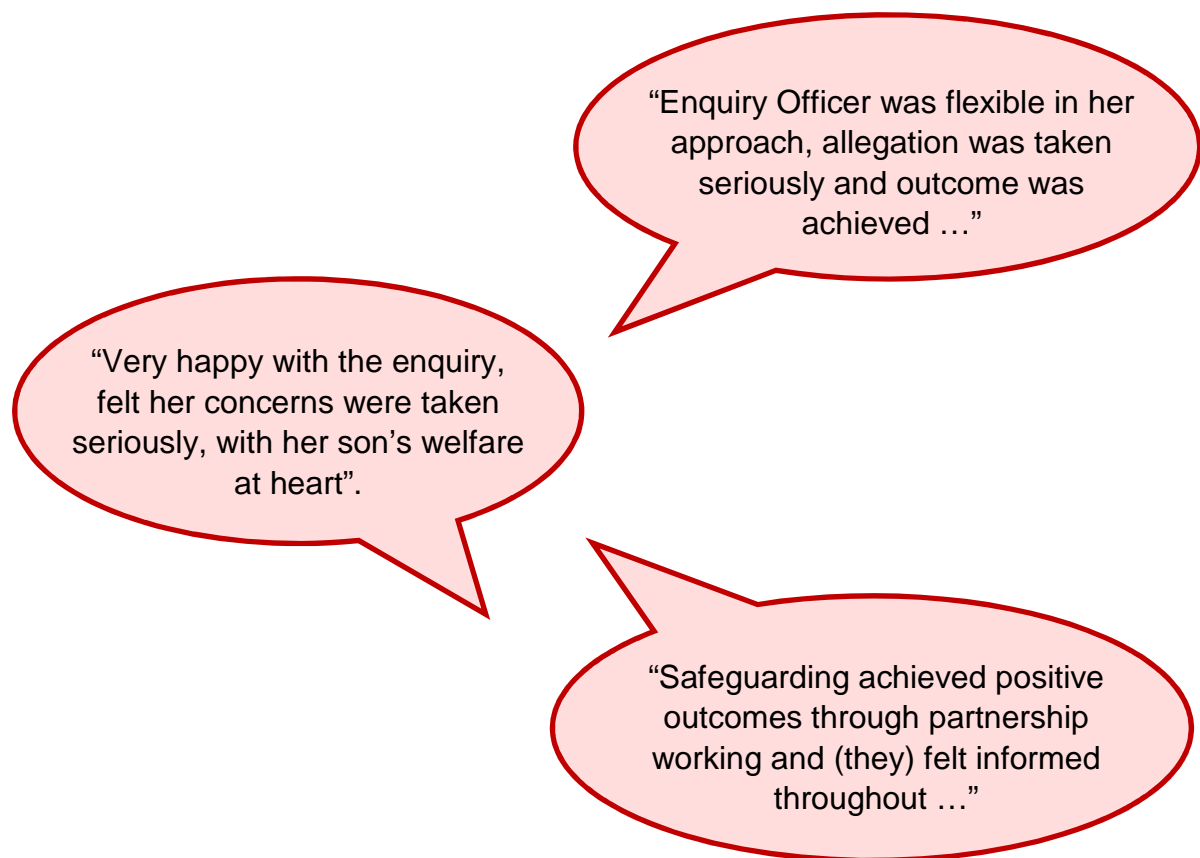 “Enquiry Officer was flexible in her
approach, allegation was taken
seriously and outcome was
achieved …”
“Very happy with the enquiry,
felt her concerns were taken
seriously, with her son’s welfare
at heart”.
“Safeguarding achieved positive
outcomes through partnership
working and (they) felt informed
throughout …”